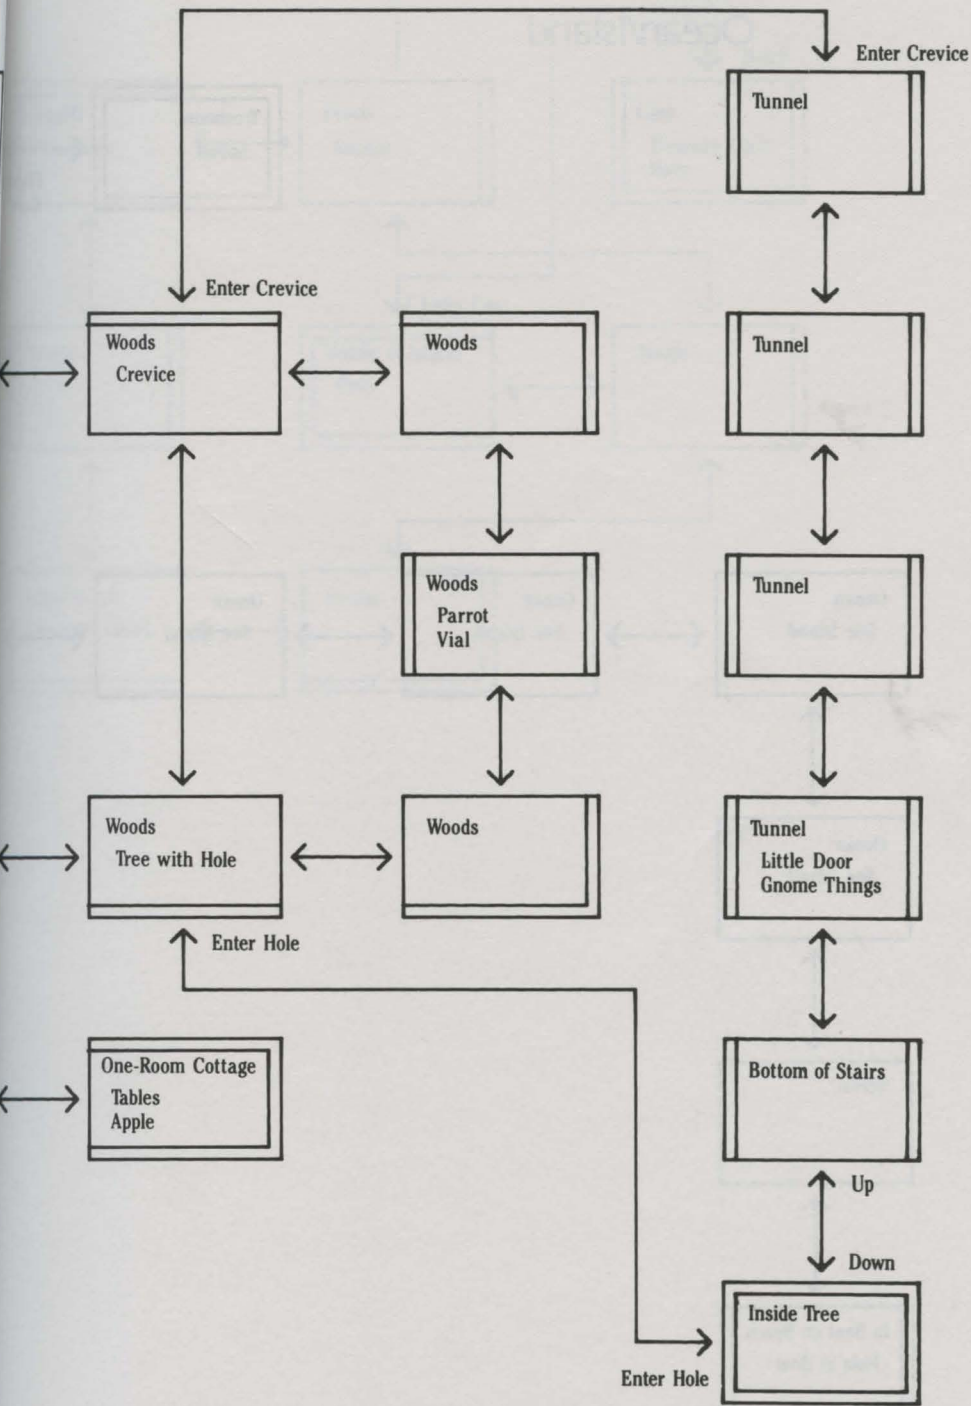 Enter Crevice
Tunnel
Enter Crevice
Woods
Crevice
Woods
Tunnel
Woods
Parrot
Vial
Tunnel
Woods
Tree with Hole
Woods
Tunnel
Little Door
Gnome Things
Enter Hole
One-Room Cottage
Tables
Apple
Bottom of Stairs
Up
Down
Inside Tree
Enter Hole